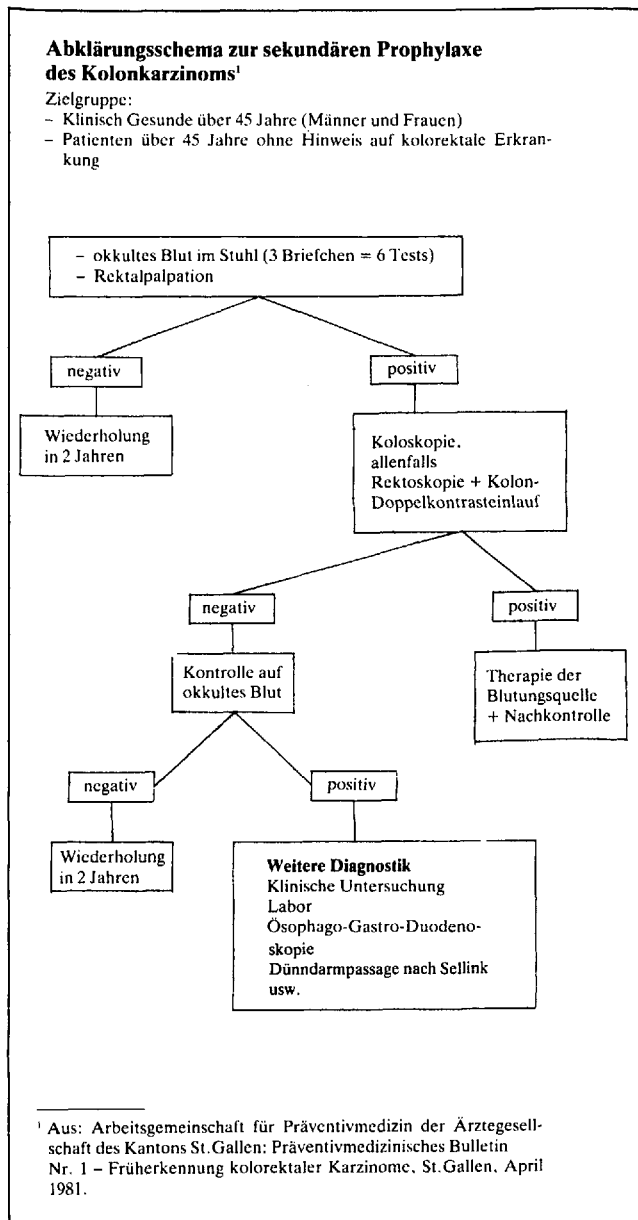 Abklärungsschema zur sekundären Prophylaxe
des Kolonkarzinoms¹
Zielgruppe:
– Klinisch Gesunde über 45 Jahre (Männer und Frauen)
– Patienten über 45 Jahre ohne Hinweis auf kolorektale Erkran-
kung
– okkultes Blut im Stuhl (3 Briefchen = 6 Tests)
– Rektalpalpation
negativ
positiv
Wiederholung
in 2 Jahren
Koloskopie,
allenfalls
Rektoskopie + Kolon-
Doppelkontrasteinlauf
negativ
positiv
Kontrolle auf
okkultes Blut
Therapie der
Blutungsquelle
+ Nachkontrolle
negativ
positiv
Wiederholung
in 2 Jahren
Weitere Diagnostik
Klinische Untersuchung
Labor
Ösophago-Gastro-Duodeno-
skopie
Dünndarmpassage nach Sellink
usw.
¹ Aus: Arbeitsgemeinschaft für Präventivmedizin der Ärztegesell-
schaft des Kantons St.Gallen: Präventivmedizinisches Bulletin
Nr. 1 – Früherkennung kolorektaler Karzinome, St.Gallen, April
1981.